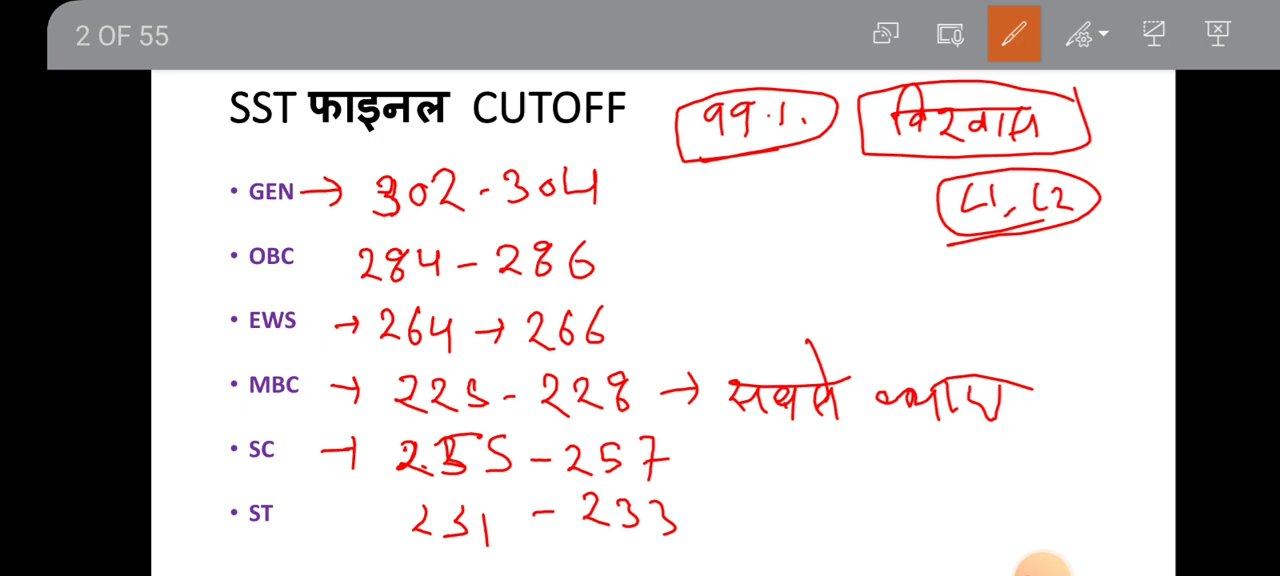 2 OF 55
SST फाइनल CUTOFF 99.1. विश्वास
L1, L2
• GEN → 302 - 304
• OBC 284 - 286
• EWS → 264 → 266
• MBC → 225 - 228 → सबसे
• SC → 255 - 257
• ST 231 - 233